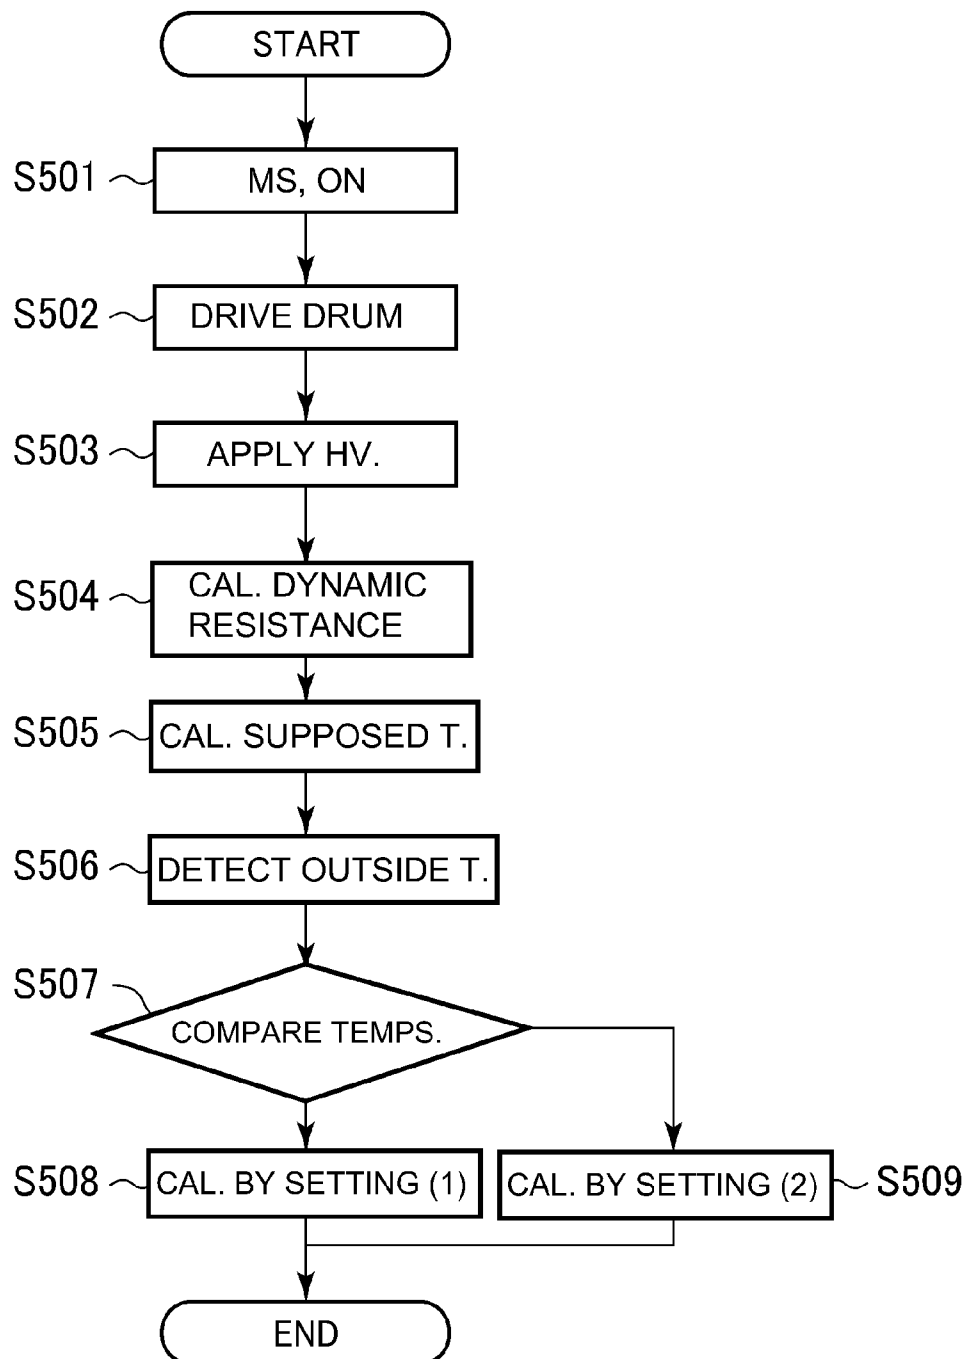 START
S501
MS, ON
S502
DRIVE DRUM
S503
APPLY HV.
S504
CAL. DYNAMIC
RESISTANCE
S505
CAL. SUPPOSED T.
S506
DETECT OUTSIDE T.
S507
COMPARE TEMPS.
S508
CAL. BY SETTING (1)
CAL. BY SETTING (2)
S509
END